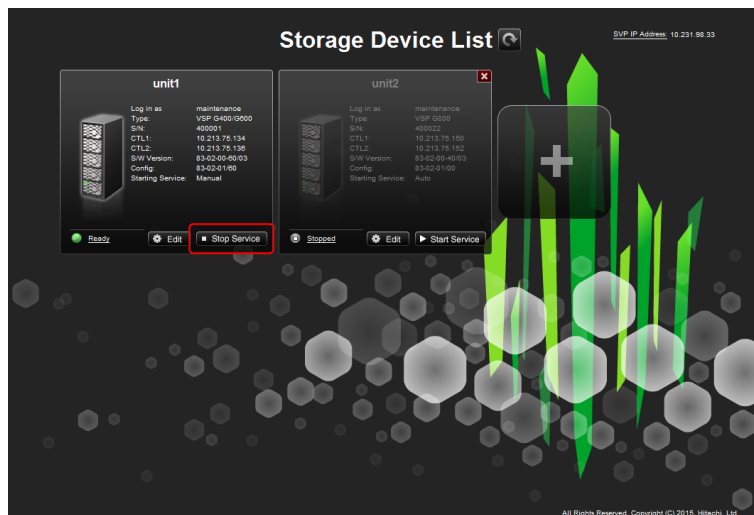 Storage Device List
SVP IP Address: 10.231.98.33
unit1
Log in as maintenance
Type: VSP G400/G600
S/N: 400001
CTL1: 10.213.75.134
CTL2: 10.213.75.136
S/W Version: 83-02-00-60/03
Config: 83-02-01/60
Starting Service: Manual
Ready
Edit
Stop Service
unit2
Log in as maintenance
Type: VSP G800
S/N: 400022
CTL1: 10.213.75.150
CTL2: 10.213.75.152
S/W Version: 83-02-00-40/03
Config: 83-02-01/00
Starting Service: Auto
Stopped
Edit
Start Service
All Rights Reserved. Copyright (C) 2015, Hitachi, Ltd.